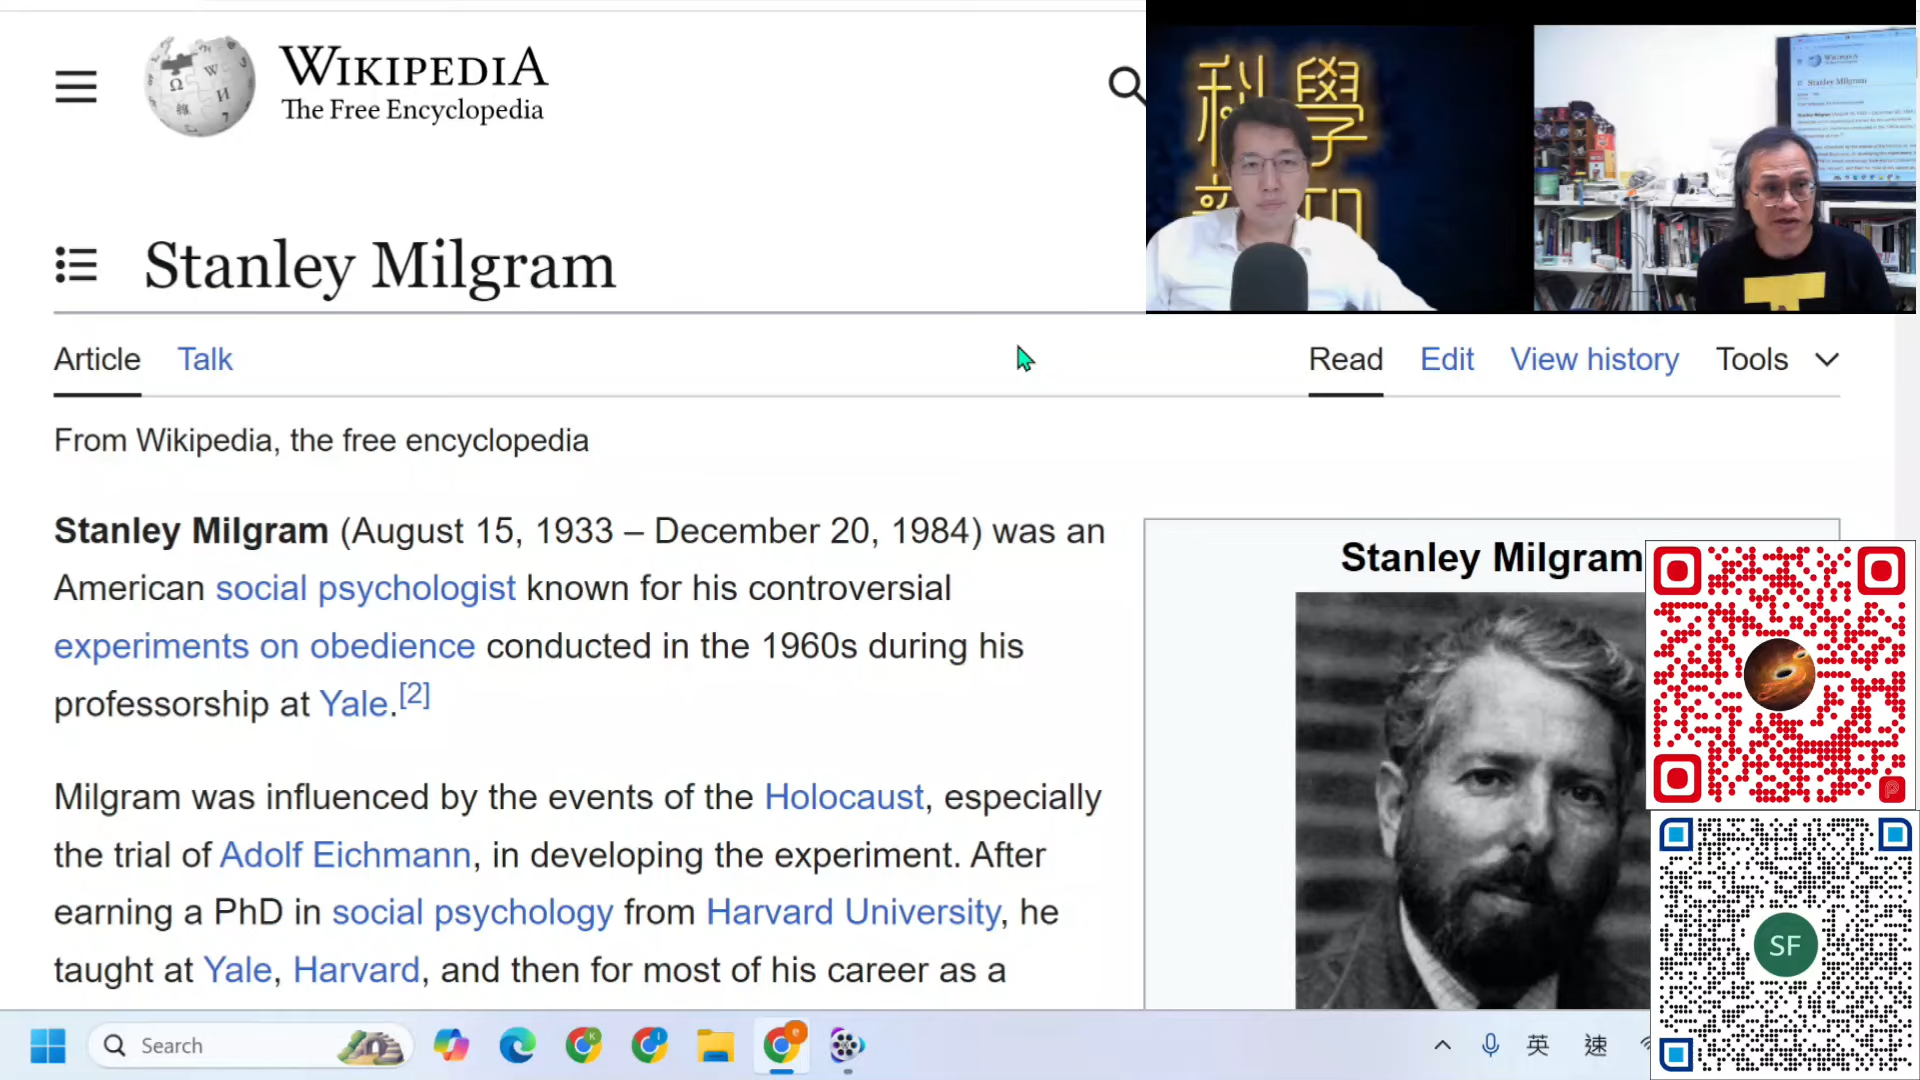 WIKIPEDIA
The Free Encyclopedia
科學
Stanley Milgram
Article Talk Read Edit View history Tools
From Wikipedia, the free encyclopedia
Stanley Milgram (August 15, 1933 – December 20, 1984) was an
American social psychologist known for his controversial
experiments on obedience conducted in the 1960s during his
professorship at Yale.[2]
Milgram was influenced by the events of the Holocaust, especially
the trial of Adolf Eichmann, in developing the experiment. After
earning a PhD in social psychology from Harvard University, he
taught at Yale, Harvard, and then for most of his career as a
Stanley Milgram
SF
Search
英 速